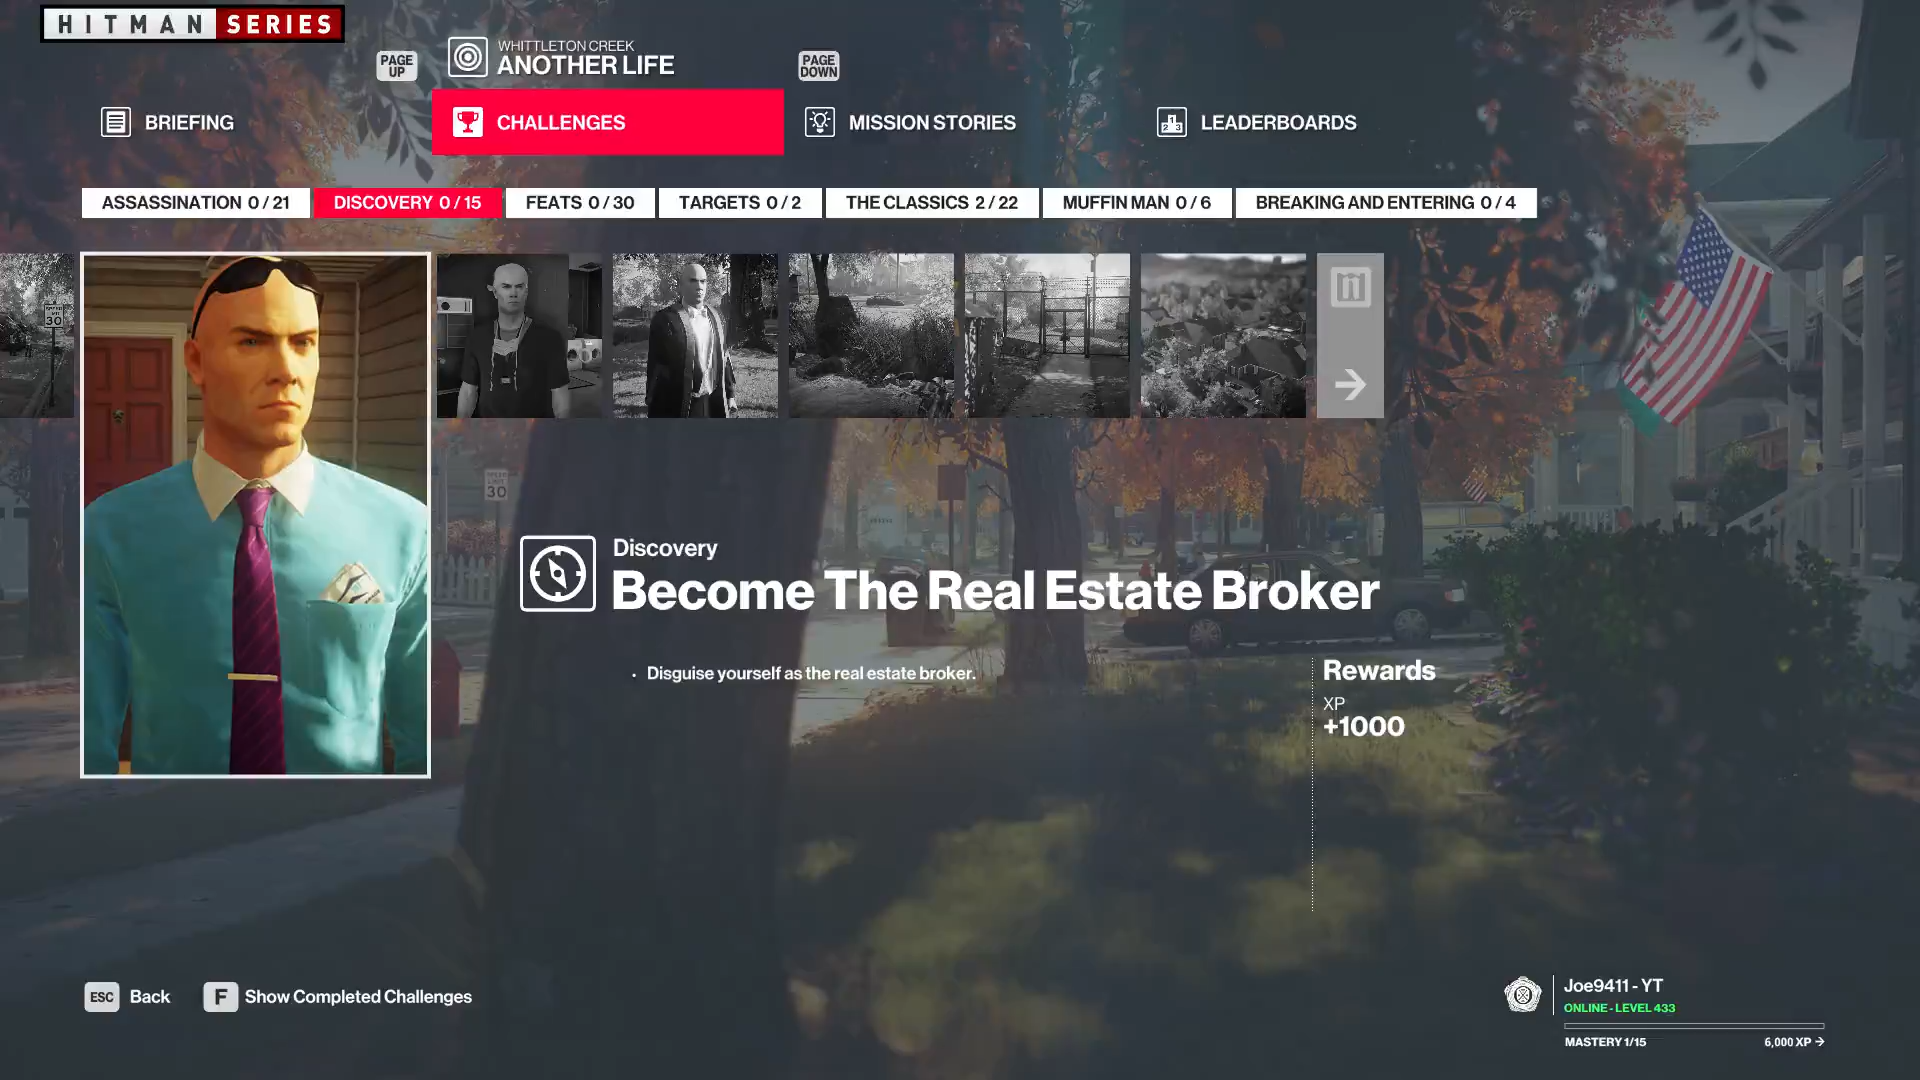 HITMAN SERIES
PAGE UP
WHITTLETON CREEK
ANOTHER LIFE
PAGE DOWN
BRIEFING
CHALLENGES
MISSION STORIES
LEADERBOARDS
ASSASSINATION 0 / 21
DISCOVERY 0 / 15
FEATS 0 / 30
TARGETS 0 / 2
THE CLASSICS 2 / 22
MUFFIN MAN 0 / 6
BREAKING AND ENTERING 0 / 4
30
SPEED
30
Discovery
Become The Real Estate Broker
• Disguise yourself as the real estate broker.
Rewards
XP
+1000
ESC Back
F Show Completed Challenges
Joe9411 - YT
ONLINE - LEVEL 433
MASTERY 1/15
6,000 XP →